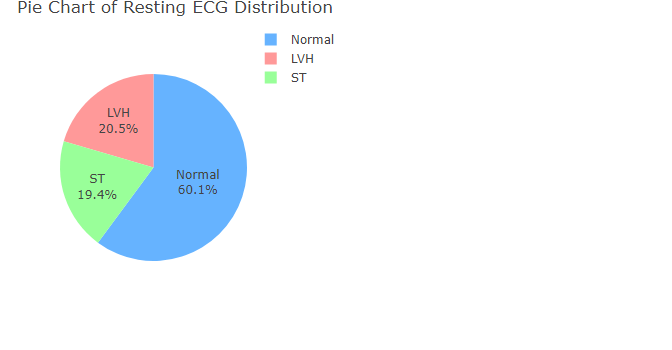 Pie Chart of Resting ECG Distribution
Normal
LVH
ST
LVH
20.5%
ST
19.4%
Normal
60.1%